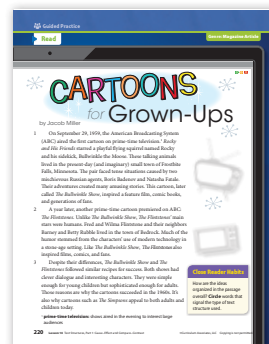 Guided Practice
Read
Genre: Magazine Article
CARTOONS
for Grown-Ups
by Jacob Miller
1 On September 29, 1959, the American Broadcasting System
(ABC) aired the first cartoon on prime-time television.* Rocky
and His Friends starred a playful flying squirrel named Rocky
and his sidekick, Bullwinkle the Moose. These talking animals
lived in the present-day (and imaginary!) small town of Frostbite
Falls, Minnesota. The pair faced tense situations caused by two
mischievous Russian agents, Boris Badenov and Natasha Fatale.
Their adventures created many amusing stories. This cartoon, later
called The Bullwinkle Show, inspired a feature film, comic books,
and generations of fans.
2 A year later, another prime-time cartoon premiered on ABC:
The Flintstones. Unlike The Bullwinkle Show, The Flintstones' main
stars were humans. Fred and Wilma Flintstone and their neighbors
Barney and Betty Rubble lived in the town of Bedrock. Much of the
humor stemmed from the characters' use of modern technology in
a stone-age setting. Like The Bullwinkle Show, The Flintstones also
inspired films, comics, and fans.
3 Despite their differences, The Bullwinkle Show and The
Flintstones followed similar recipes for success. Both shows had
clever dialogue and interesting characters. They were simple
enough for young children but sophisticated enough for adults.
Those reasons are why the cartoons succeeded in the 1960s. It's
also why cartoons such as The Simpsons appeal to both adults and
children today.
*prime-time television: shows aired in the evening to interest large
audiences
Close Reader Habits
How are the ideas
organized in the passage
overall? Circle words that
signal the type of text
structure used.
220